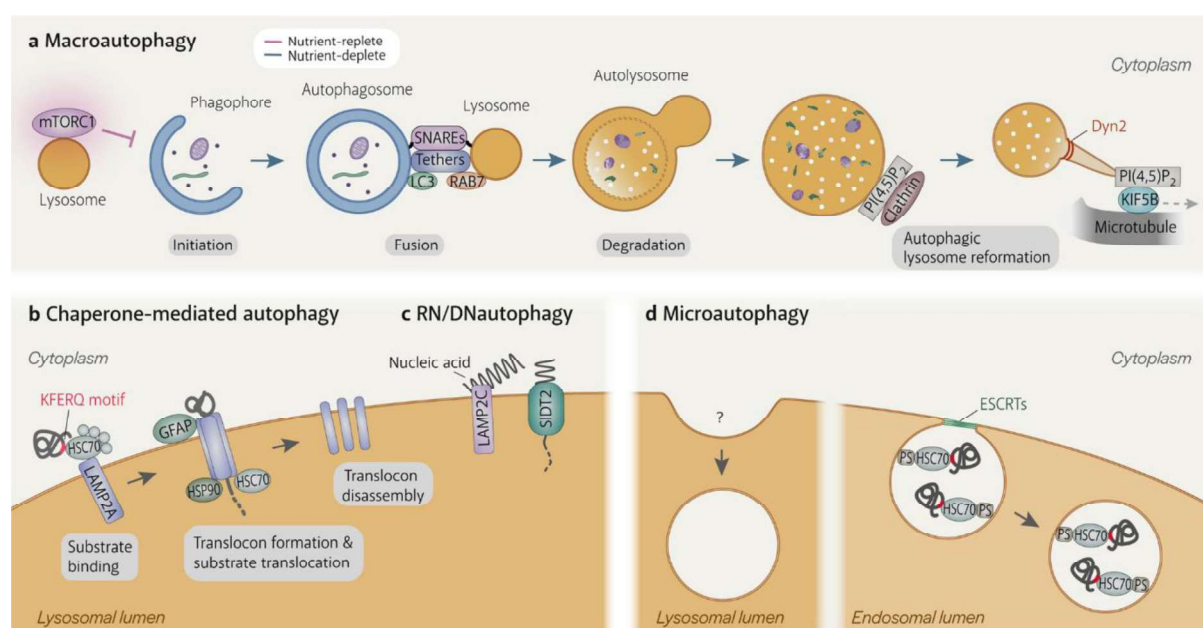 a Macroautophagy
Nutrient-replete
Nutrient-deplete
Cytoplasm
mTORC1
Lysosome
Phagophore
Initiation
Autophagosome
SNAREs
Tethers
LC3
RAB7
Lysosome
Fusion
Autolysosome
Degradation
PI(4,5)P₂
Clathrin
Autophagic
lysosome reformation
Dyn2
PI(4,5)P₂
KIF5B
Microtubule
b Chaperone-mediated autophagy
Cytoplasm
KFERQ motif
HSC70
LAMP2A
Substrate
binding
GFAP
HSP90
HSC70
Translocon formation &
substrate translocation
Translocon
disassembly
Lysosomal lumen
c RN/DNautophagy
Nucleic acid
LAMP2C
SIDT2
d Microautophagy
Cytoplasm
?
Lysosomal lumen
ESCRTs
PS HSC70
HSC70 PS
PS HSC70
HSC70 PS
Endosomal lumen